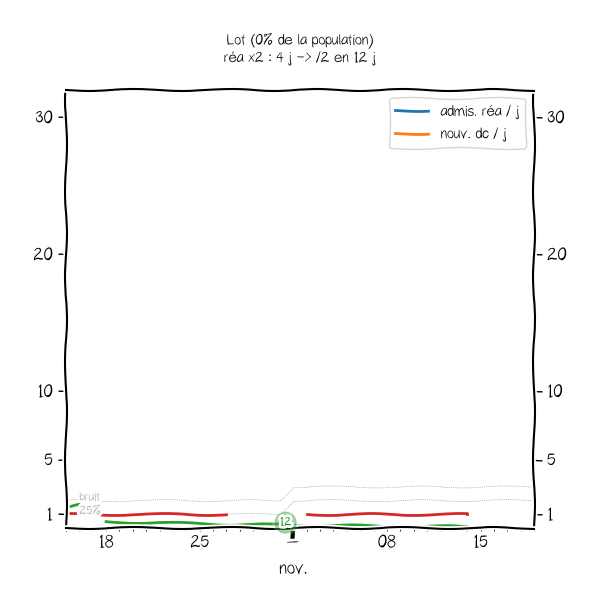 Lot (0% de la population)
réa x2 : 4 j -> /2 en 12 j
admis. réa / j
nouv. dc / j
30 30
20 20
10 10
5 5
bruit
25%
1 12 1
18 25 1 08 15
nov.